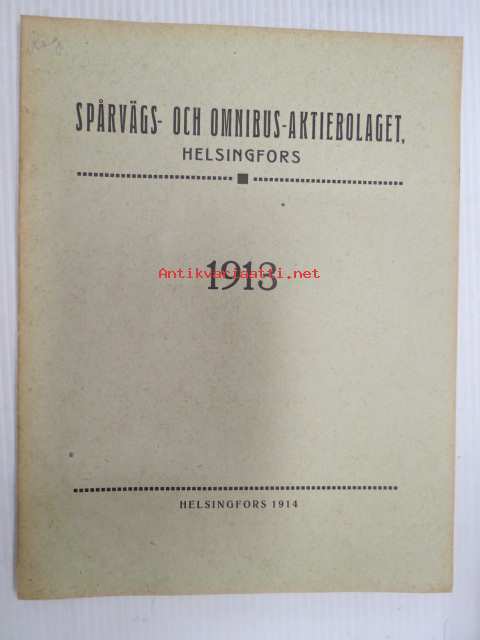 SPÅRVÄGS- OCH OMNIBUS-AKTIEBOLAGET,
HELSINGFORS
1913
Antikvariaatti.net
HELSINGFORS 1914